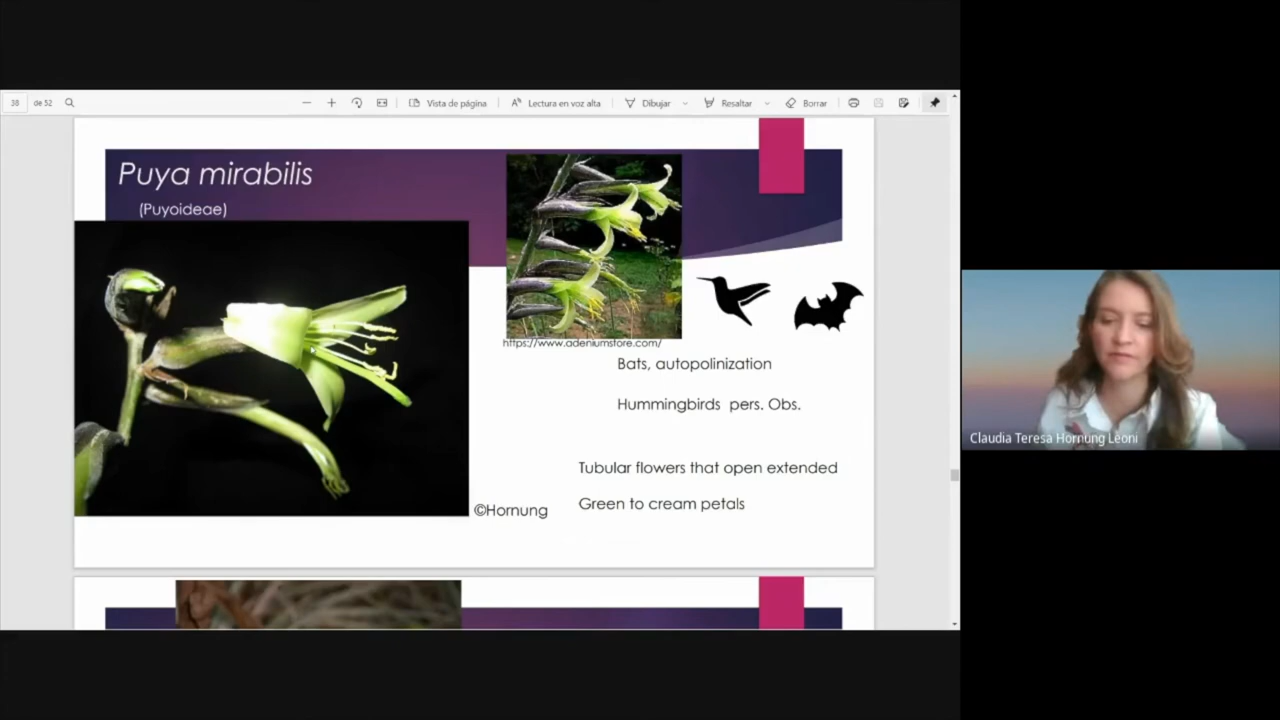 38 de 52 Vista de página Lectura en voz alta Dibujar Resaltar Borrar
Puya mirabilis
(Puyoideae)
https://www.adeniumstore.com/
Bats, autopolinization
Hummingbirds pers. Obs.
Tubular flowers that open extended
Green to cream petals
©Hornung
Claudia Teresa Hornung Leoni